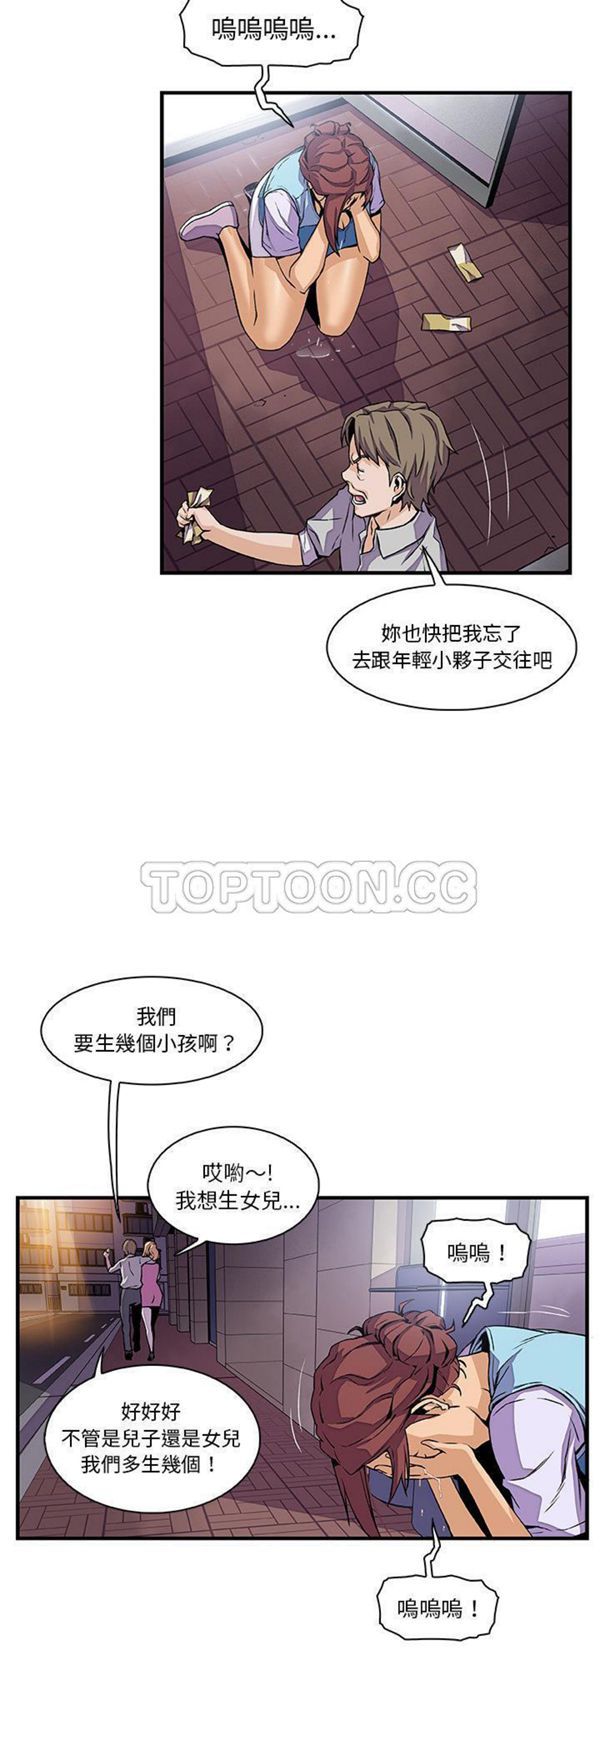 嗚嗚嗚嗚...
妳也快把我忘了
去跟年輕小夥子交往吧
TOPTOON.CC
我們
要生幾個小孩啊？
哎喲～!
我想生女兒...
嗚嗚！
好好好
不管是兒子還是女兒
我們多生幾個！
嗚嗚嗚！